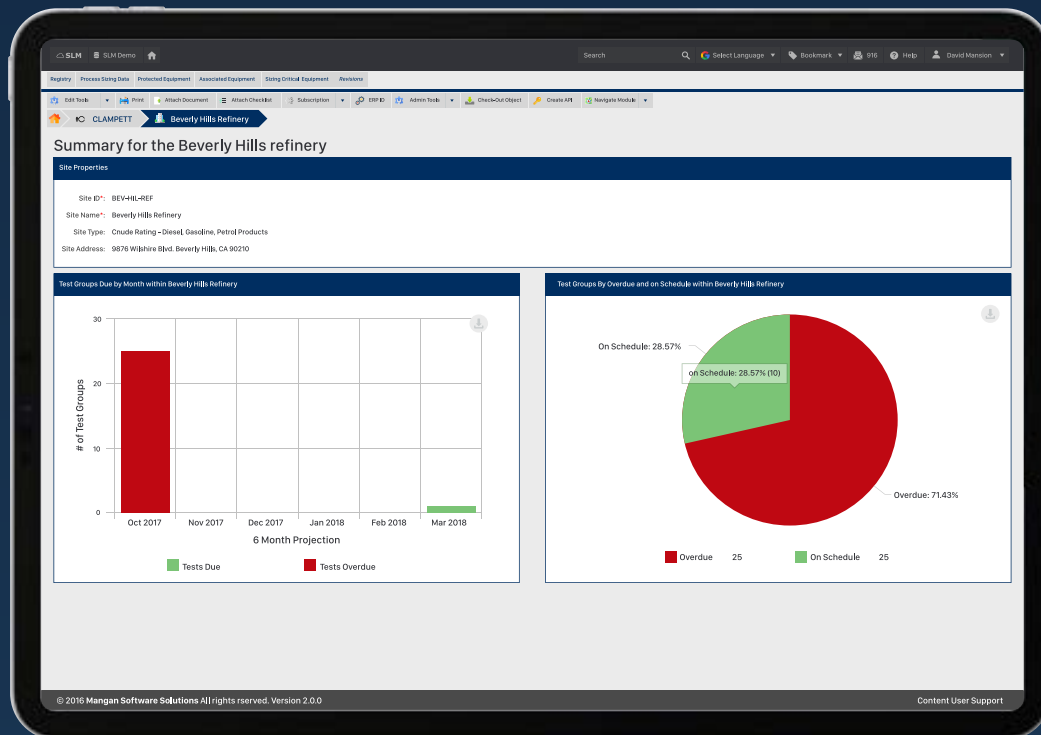 SLM SLM Demo Search Select Language Bookmark 916 Help David Mansion
Registry Process Sizing Data Protected Equipment Associated Equipment Sizing Critical Equipment Revisions
Edit Tools Print Attach Document Attach Checklist Subscription ERP ID Admin Tools Check-Out Object Create API Navigate Module
CLAMPETT Beverly Hills Refinery
Summary for the Beverly Hills refinery
Site Properties
Site ID*: BEV-HIL-REF
Site Name*: Beverly Hills Refinery
Site Type: Cnude Rating - Diesel, Gasoline, Petrol Products
Site Address: 9876 Wilshire Blvd. Beverly Hills, CA 90210
Test Groups Due by Month within Beverly Hills Refinery
30
20
10
0
# of Test Groups
Oct 2017 Nov 2017 Dec 2017 Jan 2018 Feb 2018 Mar 2018
6 Month Projection
Tests Due Tests Overdue
Test Groups By Overdue and on Schedule within Beverly Hills Refinery
On Schedule: 28.57%
on Schedule: 28.57% (10)
Overdue: 71.43%
Overdue 25 On Schedule 25
© 2016 Mangan Software Solutions All rights rserved. Version 2.0.0 Content User Support